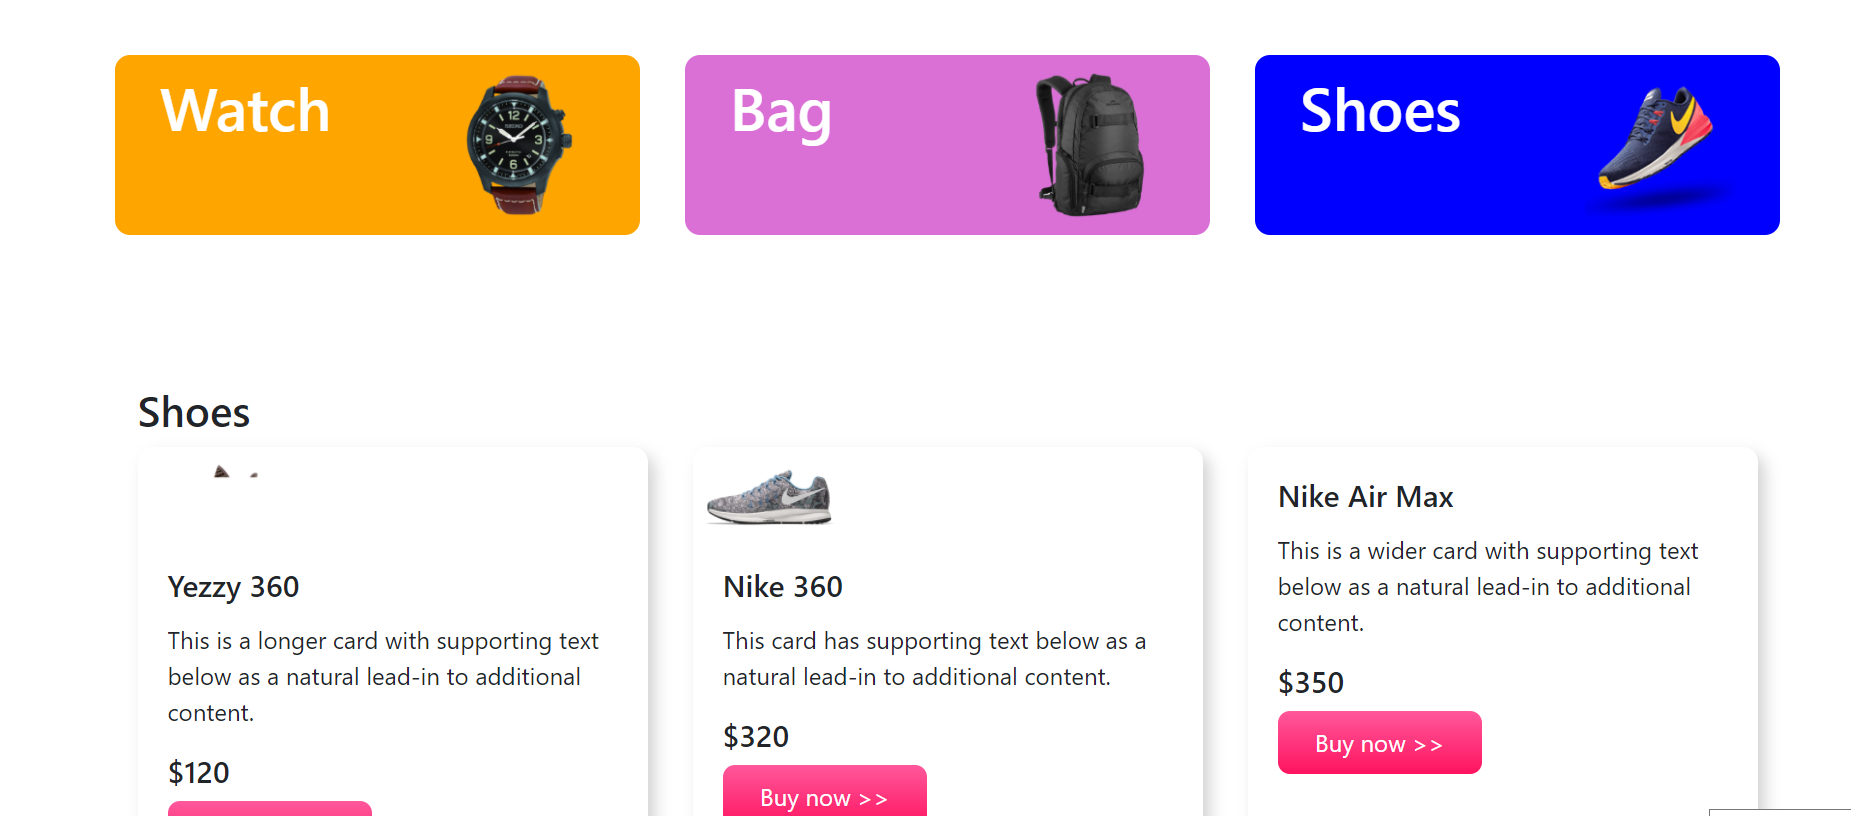 Watch
Bag
Shoes
12
SEIKO
6
Shoes
Yezzy 360
This is a longer card with supporting text
below as a natural lead-in to additional
content.
$120
Nike 360
This card has supporting text below as a
natural lead-in to additional content.
$320
Buy now >>
Nike Air Max
This is a wider card with supporting text
below as a natural lead-in to additional
content.
$350
Buy now >>